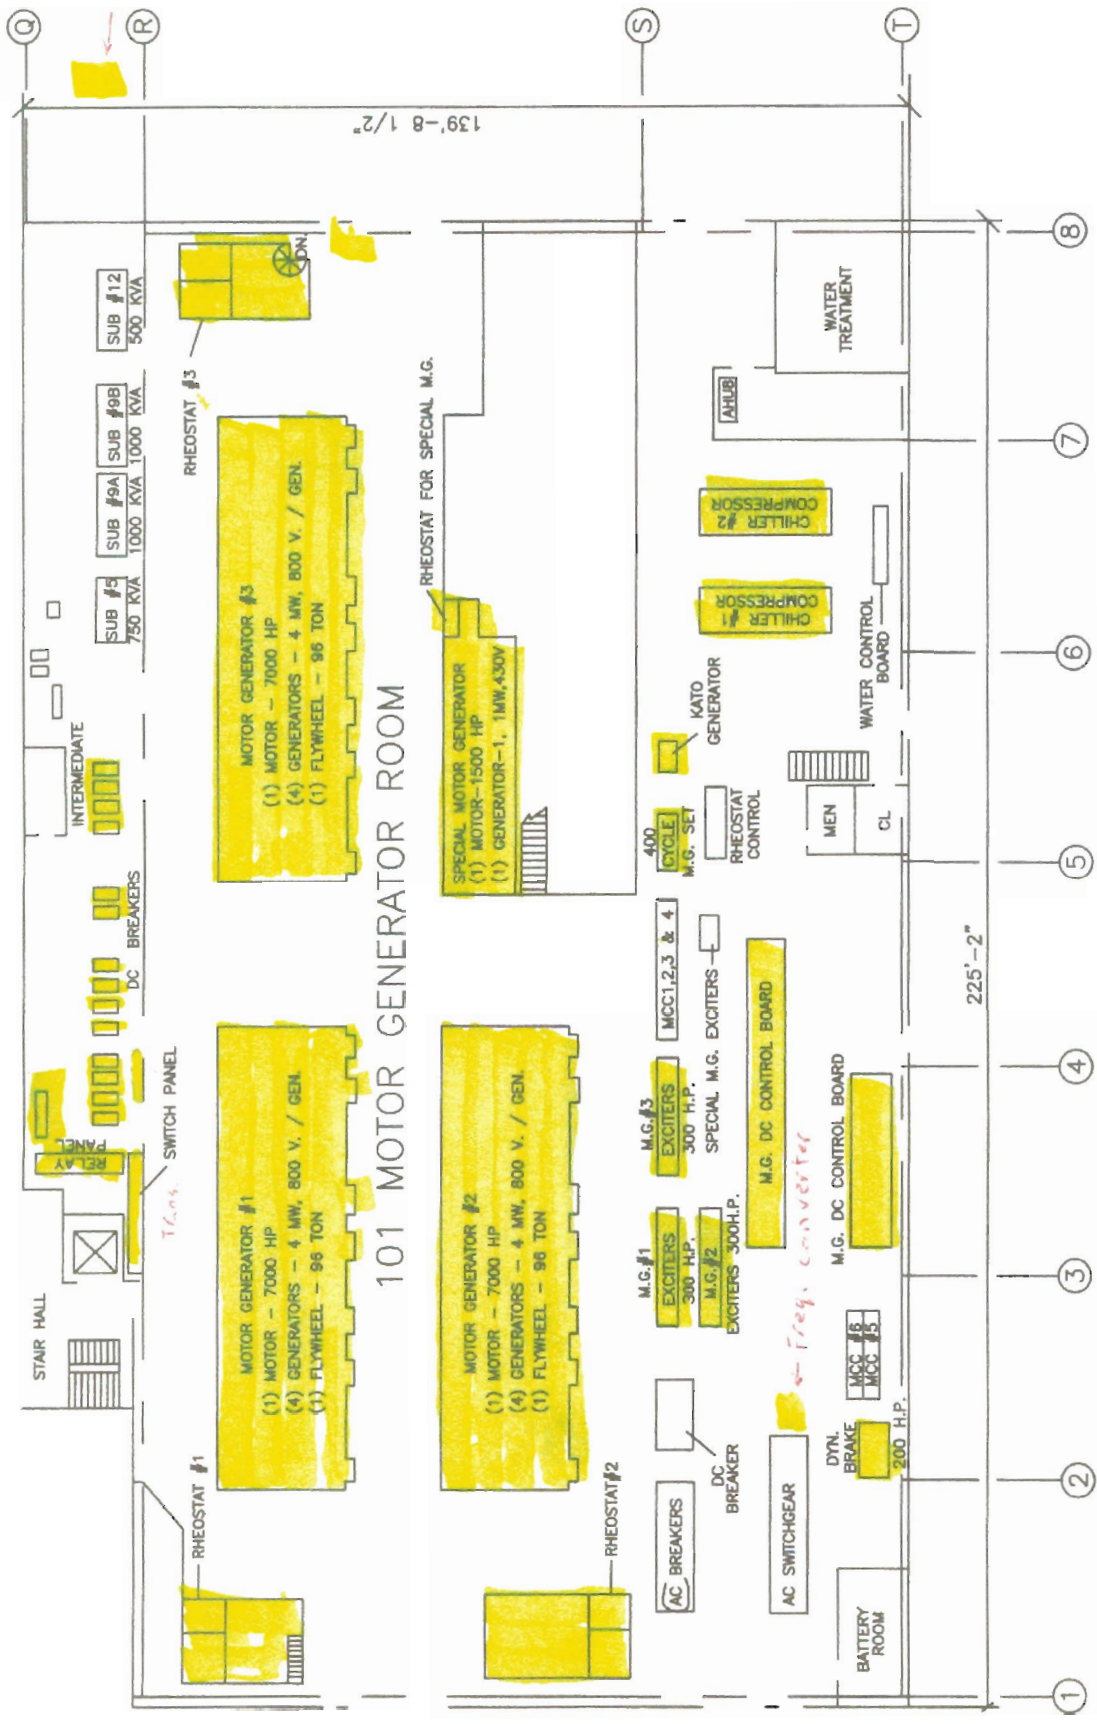 Q
R
S
T
139'-8 1/2"
STAIR HALL
RELAY
PANEL
SWITCH PANEL
Trans.
DC BREAKERS
INTERMEDIATE
SUB #5
750 KVA
SUB #9A
1000 KVA
SUB #9B
1000 KVA
SUB #12
500 KVA
RHEOSTAT #1
MOTOR GENERATOR #1
(1) MOTOR - 7000 HP
(4) GENERATORS - 4 MW, 800 V. / GEN.
(1) FLYWHEEL - 96 TON
MOTOR GENERATOR #3
(1) MOTOR - 7000 HP
(4) GENERATORS - 4 MW, 800 V. / GEN.
(1) FLYWHEEL - 96 TON
RHEOSTAT #3
DN.
101 MOTOR GENERATOR ROOM
MOTOR GENERATOR #2
(1) MOTOR - 7000 HP
(4) GENERATORS - 4 MW, 800 V. / GEN.
(1) FLYWHEEL - 96 TON
SPECIAL MOTOR GENERATOR
(1) MOTOR-1500 HP
(1) GENERATOR-1, 1MW,430V
RHEOSTAT FOR SPECIAL M.G.
RHEOSTAT #2
AC BREAKERS
DC
BREAKER
M.G.#1
EXCITERS
300 H.P.
M.G.#2
EXCITERS 300H.P.
M.G.#3
EXCITERS
300 H.P.
SPECIAL M.G. EXCITERS
MCC1,2,3 & 4
400
CYCLE
M.G. SET
RHEOSTAT
CONTROL
KATO
GENERATOR
CHILLER #1
COMPRESSOR
CHILLER #2
COMPRESSOR
AHUB
WATER
TREATMENT
AC SWITCHGEAR
← Freq. converter
M.G. DC CONTROL BOARD
M.G. DC CONTROL BOARD
DYN.
BRAKE
200 H.P.
MCC #6
MCC #5
MEN
CL
WATER CONTROL
BOARD
BATTERY
ROOM
225'-2"
1
2
3
4
5
6
7
8